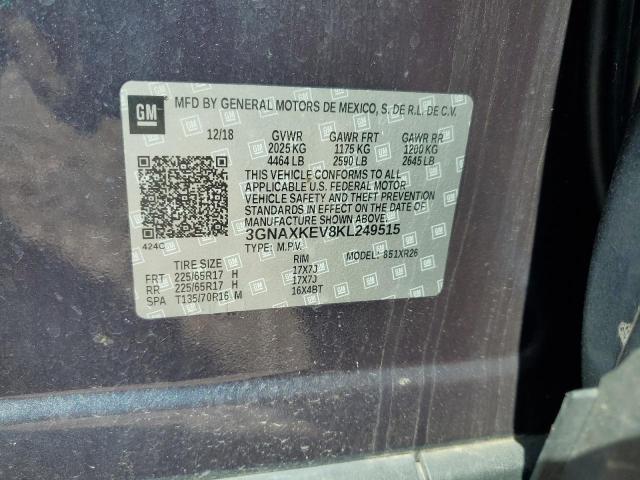 GM MFD BY GENERAL MOTORS DE MEXICO, S. DE R.L. DE C.V.
12/18 GVWR GAWR FRT GAWR RR
2025 KG 1175 KG 1200 KG
4464 LB 2590 LB 2645 LB
THIS VEHICLE CONFORMS TO ALL
APPLICABLE U.S. FEDERAL MOTOR
VEHICLE SAFETY AND THEFT PREVENTION
STANDARDS IN EFFECT ON THE DATE OF
MANUFACTURE SHOWN ABOVE.
424C 3GNAXKEV8KL249515
TYPE: M.P.V. MODEL: 851XR26
TIRE SIZE RIM
FRT 225/65R17 H 17X7J
RR 225/65R17 H 17X7J
SPA T135/70R16 M 16X4BT